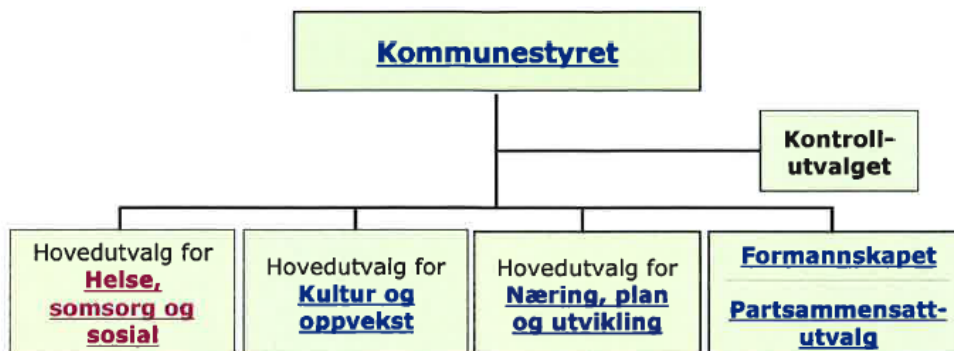 Kommunestyret
Kontroll-
utvalget
Hovedutvalg for
Helse,
somsorg og
sosial
Hovedutvalg for
Kultur og
oppvekst
Hovedutvalg for
Næring, plan
og utvikling
Formannskapet
Partsammensatt-
utvalg